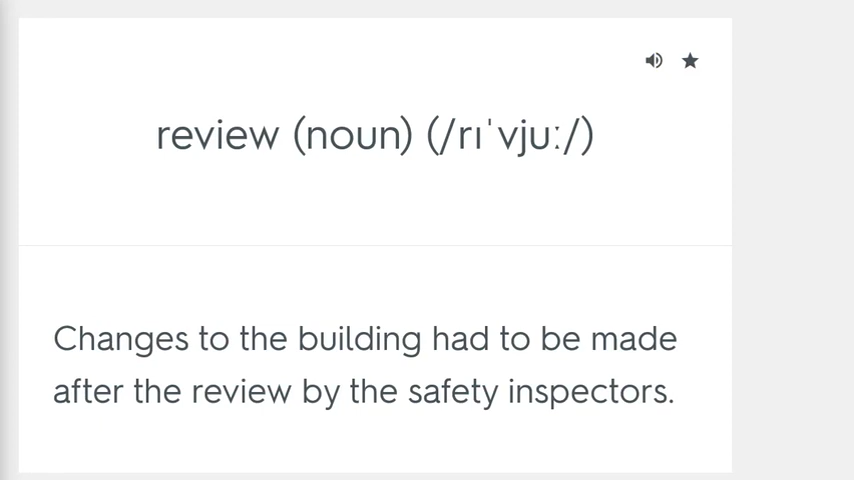 review (noun) (/rɪˈvjuː/)
Changes to the building had to be made
after the review by the safety inspectors.